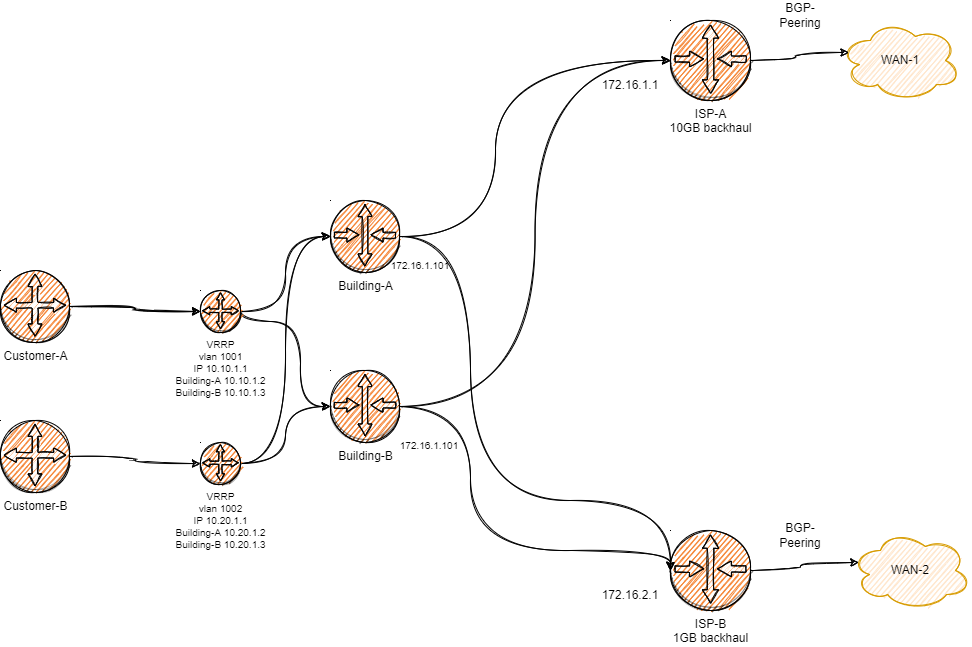 BGP-
Peering
WAN-1
172.16.1.1
ISP-A
10GB backhaul
172.16.1.101
Building-A
Customer-A
VRRP
vlan 1001
IP 10.10.1.1
Building-A 10.10.1.2
Building-B 10.10.1.3
172.16.1.101
Building-B
Customer-B
VRRP
vlan 1002
IP 10.20.1.1
Building-A 10.20.1.2
Building-B 10.20.1.3
BGP-
Peering
WAN-2
172.16.2.1
ISP-B
1GB backhaul